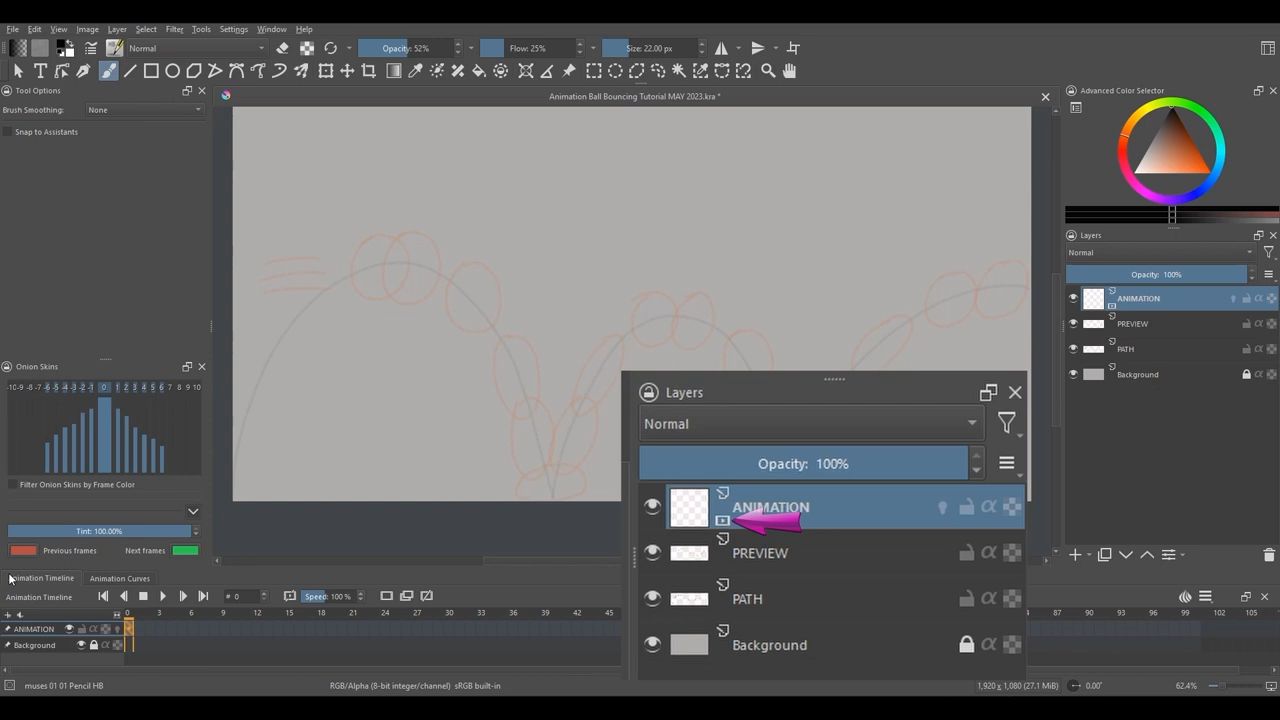 File Edit View Image Layer Select Filter Tools Settings Window Help
Normal Opacity: 52% Flow: 25% Size: 22.00 px
Tool Options
Animation Ball Bouncing Tutorial MAY 2023.kra *
Advanced Color Selector
Brush Smoothing: None
Snap to Assistants
Layers
Normal
Opacity: 100%
ANIMATION
PREVIEW
PATH
Background
Onion Skins
-10 -9 -8 -7 -6 -5 -4 -3 -2 -1 0 1 2 3 4 5 6 7 8 9 10
Filter Onion Skins by Frame Color
Tint: 100.00%
Previous frames Next frames
Layers
Normal
Opacity: 100%
ANIMATION
PREVIEW
PATH
Background
Animation Timeline Animation Curves
Animation Timeline # 0 Speed: 100 %
0 3 6 9 12 15 18 21 24 27 30 33 36 39 42 45 84 87 90 93 96 99 102 105
ANIMATION
Background
muses 01 01 Pencil HB RGB/Alpha (8-bit integer/channel) sRGB built-in 1,920 x 1,080 (27.1 MiB) 0.00° 62.4%